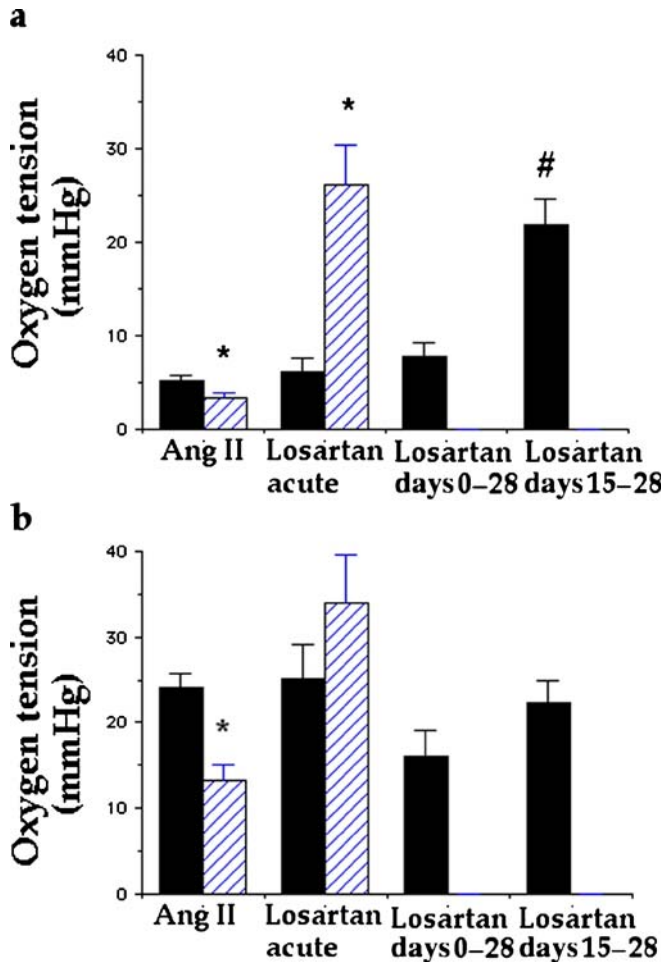 a
40
30
20
10
0
Oxygen tension
(mmHg)
*
*
#
Ang II
Losartan
acute
Losartan
days 0–28
Losartan
days 15–28
b
40
30
20
10
0
Oxygen tension
(mmHg)
*
Ang II
Losartan
acute
Losartan
days 0–28
Losartan
days 15–28